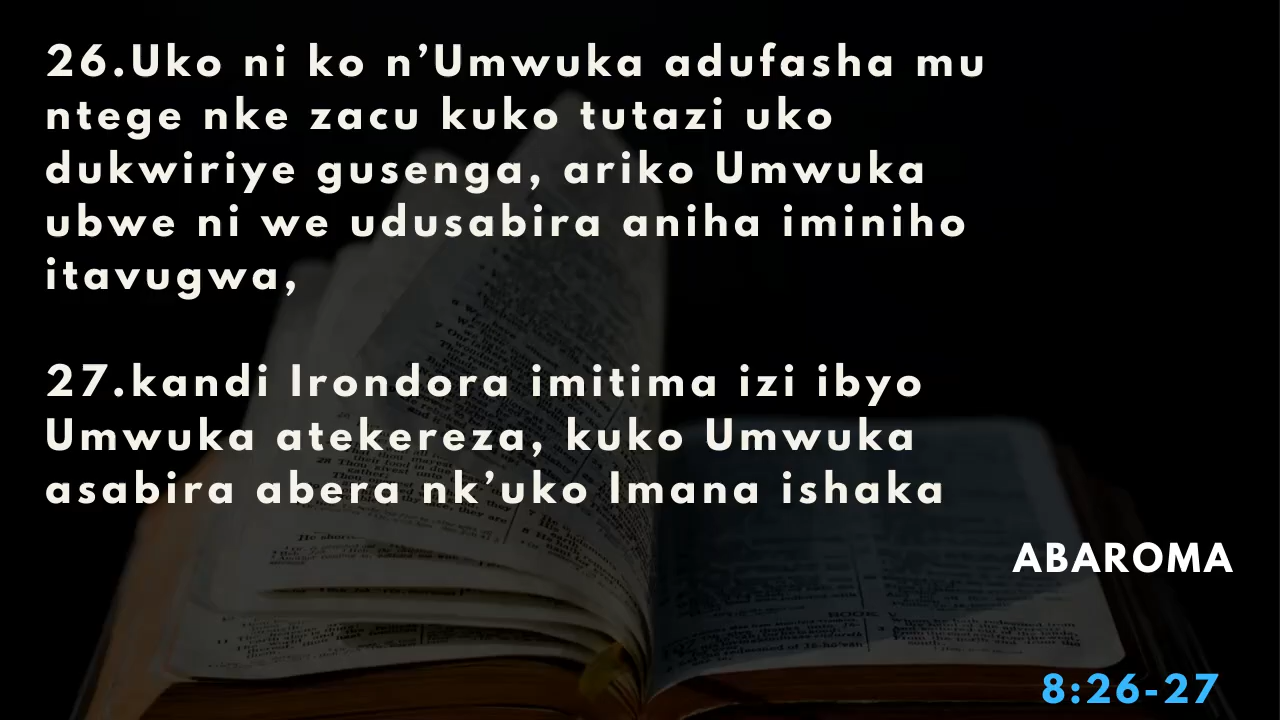 26.Uko ni ko n’Umwuka adufasha mu
ntege nke zacu kuko tutazi uko
dukwiriye gusenga, ariko Umwuka
ubwe ni we udusabira aniha iminiho
itavugwa,
27.kandi Irondora imitima izi ibyo
Umwuka atekereza, kuko Umwuka
asabira abera nk’uko Imana ishaka
ABAROMA
8:26-27